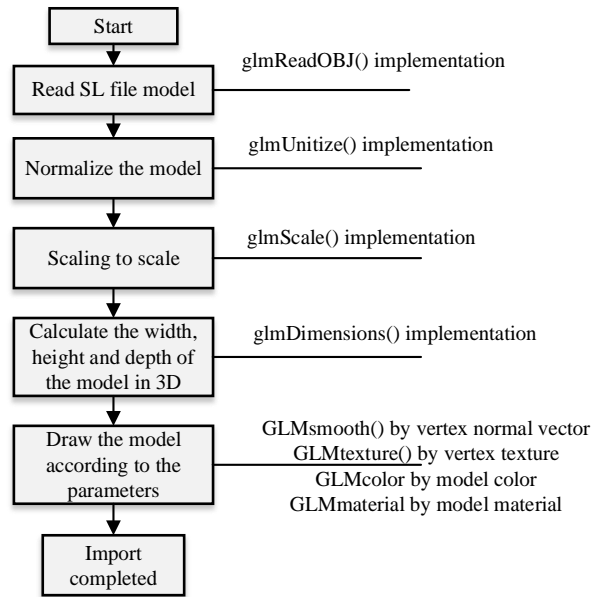 Start
glmReadOBJ() implementation
Read SL file model
glmUnitize() implementation
Normalize the model
glmScale() implementation
Scaling to scale
Calculate the width,
height and depth of
the model in 3D
glmDimensions() implementation
Draw the model
according to the
parameters
GLMsmooth() by vertex normal vector
GLMtexture() by vertex texture
GLMcolor by model color
GLMmaterial by model material
Import
completed